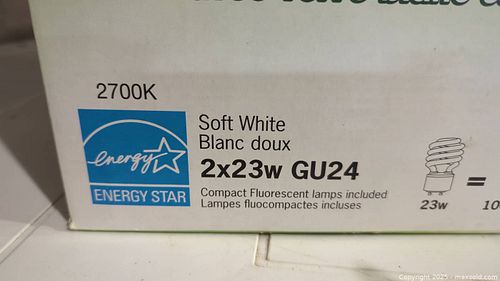 2700K
energy
ENERGY STAR
Soft White
Blanc doux
2x23w GU24
Compact Fluorescent lamps included
Lampes fluocompactes incluses
23w =
Copyright 2025 - maxsold.com